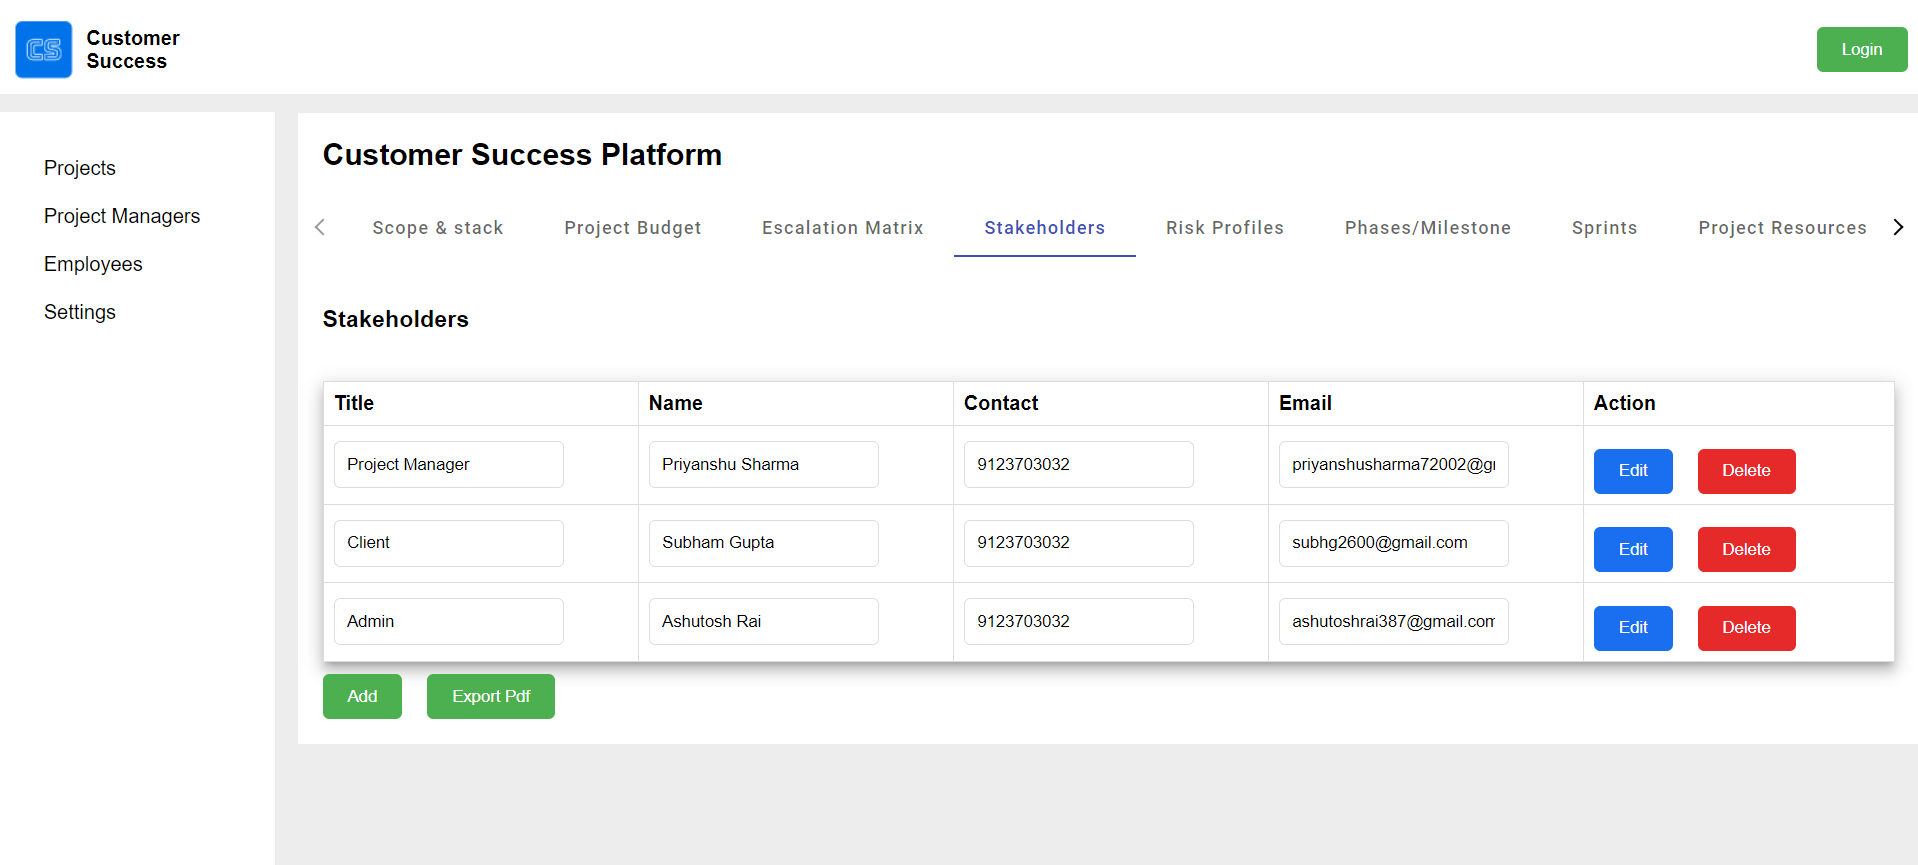 CS
Customer
Success
Login
Projects
Project Managers
Employees
Settings
Customer Success Platform
Scope & stack Project Budget Escalation Matrix Stakeholders Risk Profiles Phases/Milestone Sprints Project Resources
Stakeholders
Title Name Contact Email Action
Project Manager Priyanshu Sharma 9123703032 priyanshusharma72002@g Edit Delete
Client Subham Gupta 9123703032 subhg2600@gmail.com Edit Delete
Admin Ashutosh Rai 9123703032 ashutoshrai387@gmail.com Edit Delete
Add Export Pdf